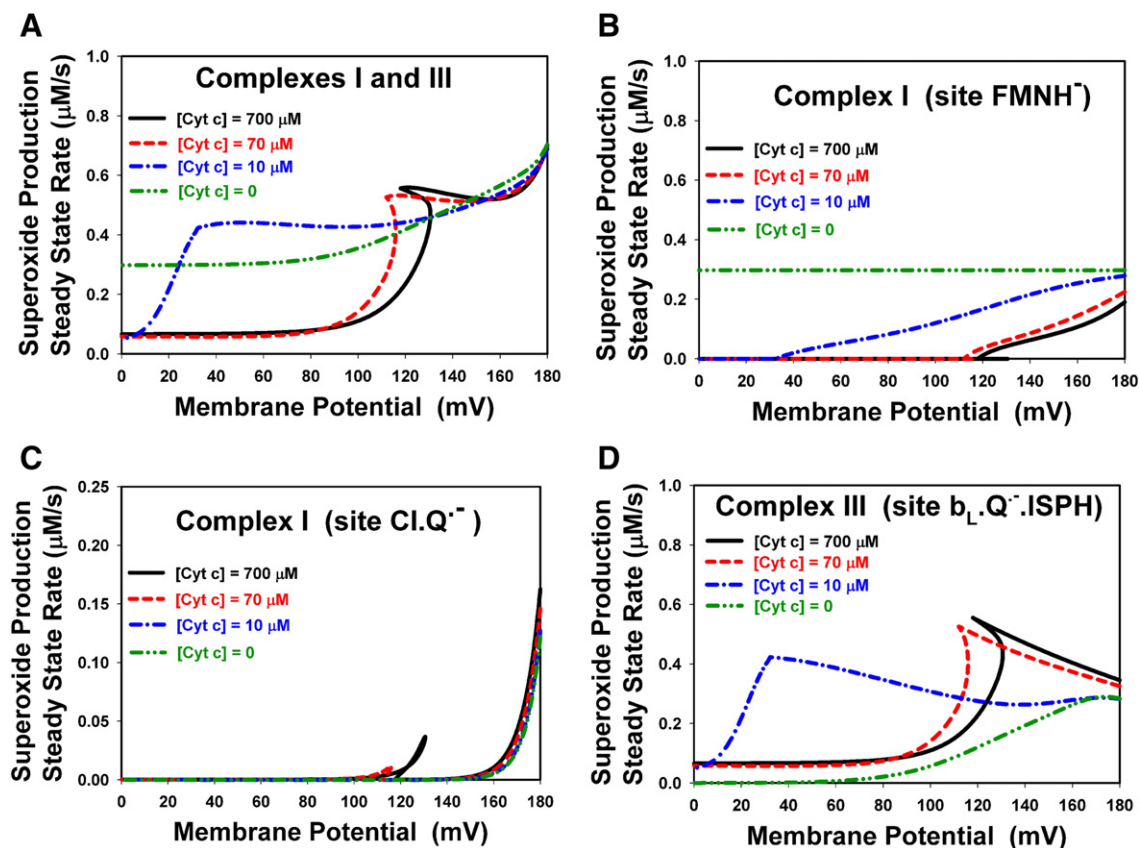 A
Superoxide Production
Steady State Rate (μM/s)
1.0
0.8
0.6
0.4
0.2
0.0
Complexes I and III
[Cyt c] = 700 μM
[Cyt c] = 70 μM
[Cyt c] = 10 μM
[Cyt c] = 0
0 20 40 60 80 100 120 140 160 180
Membrane Potential (mV)
B
Superoxide Production
Steady State Rate (μM/s)
1.0
0.8
0.6
0.4
0.2
0.0
Complex I (site FMNH⁻)
[Cyt c] = 700 μM
[Cyt c] = 70 μM
[Cyt c] = 10 μM
[Cyt c] = 0
0 20 40 60 80 100 120 140 160 180
Membrane Potential (mV)
C
Superoxide Production
Steady State Rate (μM/s)
0.25
0.20
0.15
0.10
0.05
0.00
Complex I (site CI.Q·⁻)
[Cyt c] = 700 μM
[Cyt c] = 70 μM
[Cyt c] = 10 μM
[Cyt c] = 0
0 20 40 60 80 100 120 140 160 180
Membrane Potential (mV)
D
Superoxide Production
Steady State Rate (μM/s)
1.0
0.8
0.6
0.4
0.2
0.0
Complex III (site b_L.Q·⁻.ISPH)
[Cyt c] = 700 μM
[Cyt c] = 70 μM
[Cyt c] = 10 μM
[Cyt c] = 0
0 20 40 60 80 100 120 140 160 180
Membrane Potential (mV)